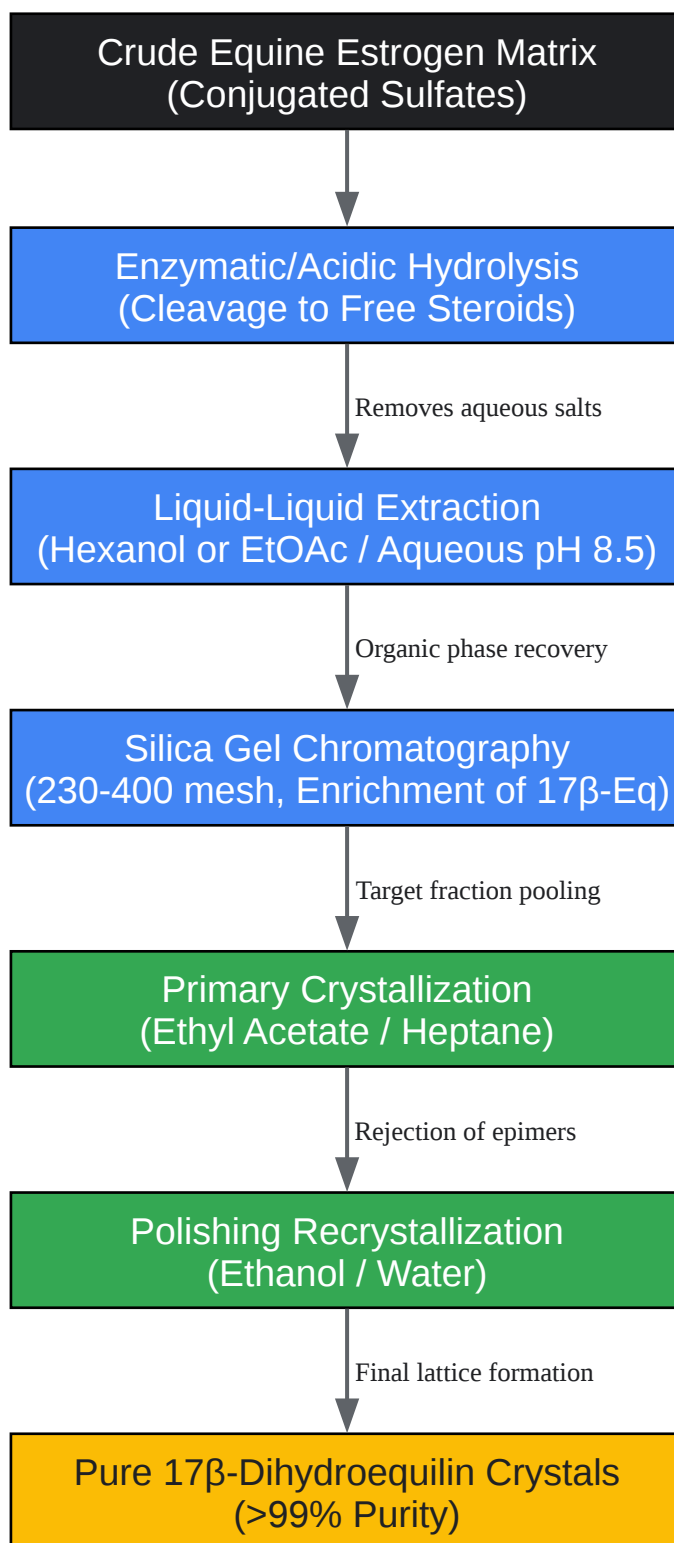 Crude Equine Estrogen Matrix
(Conjugated Sulfates)
Enzymatic/Acidic Hydrolysis
(Cleavage to Free Steroids)
Removes aqueous salts
Liquid-Liquid Extraction
(Hexanol or EtOAc / Aqueous pH 8.5)
Organic phase recovery
Silica Gel Chromatography
(230-400 mesh, Enrichment of 17β-Eq)
Target fraction pooling
Primary Crystallization
(Ethyl Acetate / Heptane)
Rejection of epimers
Polishing Recrystallization
(Ethanol / Water)
Final lattice formation
Pure 17β-Dihydroequilin Crystals
(>99% Purity)